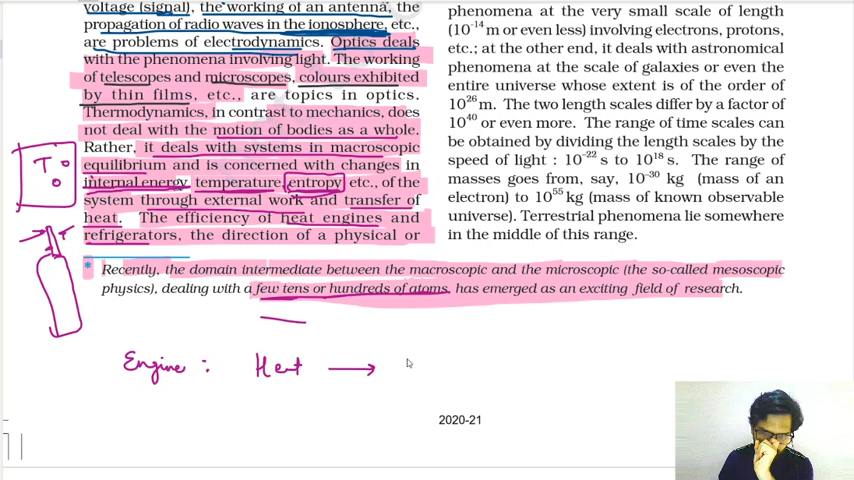 voltage (signal), the working of an antenna, the
propagation of radio waves in the ionosphere, etc.,
are problems of electrodynamics. Optics deals
with the phenomena involving light. The working
of telescopes and microscopes, colours exhibited
by thin films, etc., are topics in optics.
Thermodynamics, in contrast to mechanics, does
not deal with the motion of bodies as a whole.
Rather, it deals with systems in macroscopic
equilibrium and is concerned with changes in
internal energy, temperature, entropy etc., of the
system through external work and transfer of
heat. The efficiency of heat engines and
refrigerators, the direction of a physical or
T
phenomena at the very small scale of length
(10⁻¹⁴ m or even less) involving electrons, protons,
etc.; at the other end, it deals with astronomical
phenomena at the scale of galaxies or even the
entire universe whose extent is of the order of
10²⁶ m. The two length scales differ by a factor of
10⁴⁰ or even more. The range of time scales can
be obtained by dividing the length scales by the
speed of light : 10⁻²² s to 10¹⁸ s. The range of
masses goes from, say, 10⁻³⁰ kg (mass of an
electron) to 10⁵⁵ kg (mass of known observable
universe). Terrestrial phenomena lie somewhere
in the middle of this range.
* Recently, the domain intermediate between the macroscopic and the microscopic (the so-called mesoscopic
physics), dealing with a few tens or hundreds of atoms, has emerged as an exciting field of research.
Engine : Heat →
2020-21